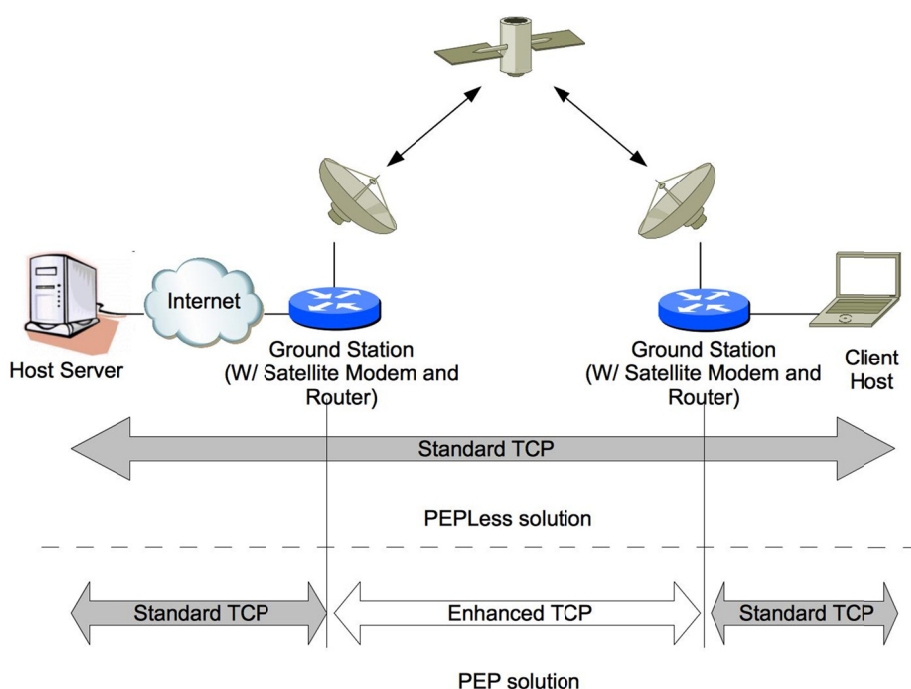 Internet
Host Server
Ground Station
(W/ Satellite Modem and
Router)
Ground Station
(W/ Satellite Modem and
Router)
Client
Host
Standard TCP
PEPLess solution
Standard TCP
Enhanced TCP
Standard TCP
PEP solution